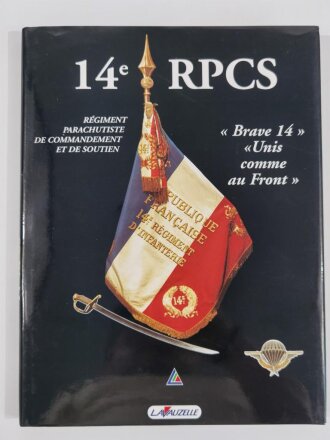 14e RPCS
RÉGIMENT
PARACHUTISTE
DE COMMANDEMENT
ET DE SOUTIEN
« Brave 14 »
«Unis
comme
au Front »
RÉPUBLIQUE
FRANÇAISE
14e RÉGIMENT
D'INFANTERIE
14e
LAVAUZELLE